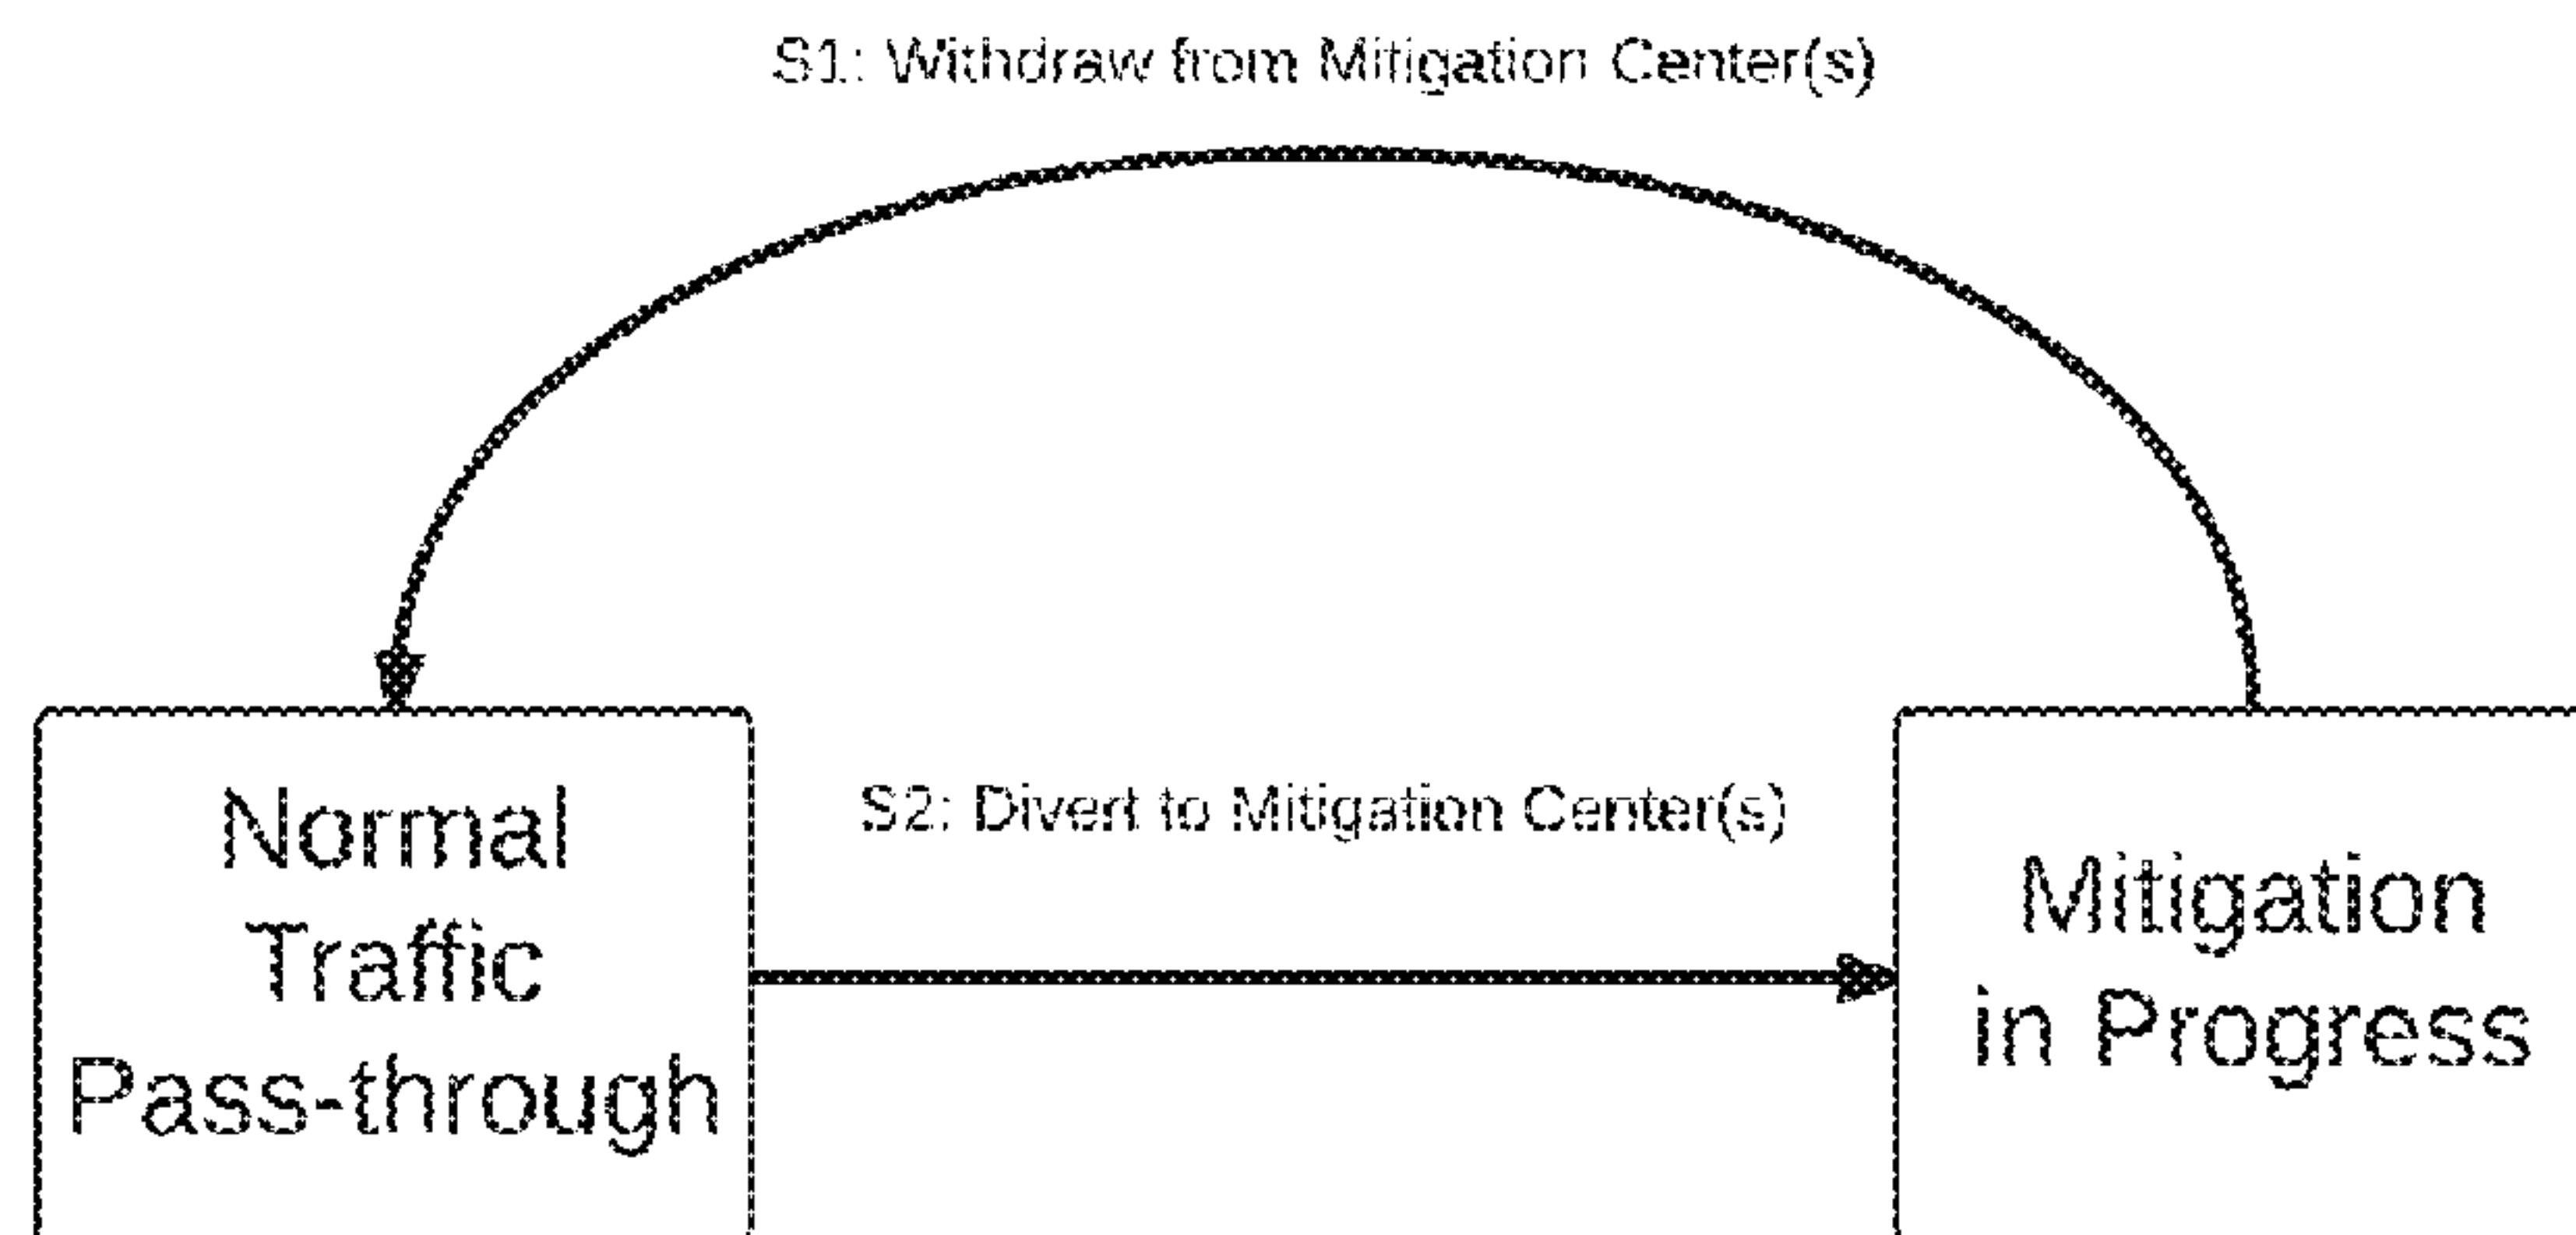 S1: Withdraw from Mitigation Center(s)
Normal
Traffic
Pass-through
S2: Divert to Mitigation Center(s)
Mitigation
in Progress